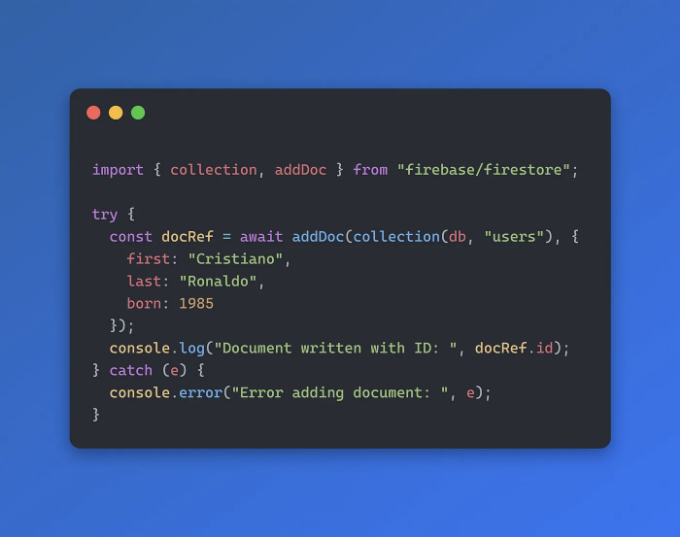 import { collection, addDoc } from "firebase/firestore";
try {
const docRef = await addDoc(collection(db, "users"), {
first: "Cristiano",
last: "Ronaldo",
born: 1985
});
console.log("Document written with ID: ", docRef.id);
} catch (e) {
console.error("Error adding document: ", e);
}